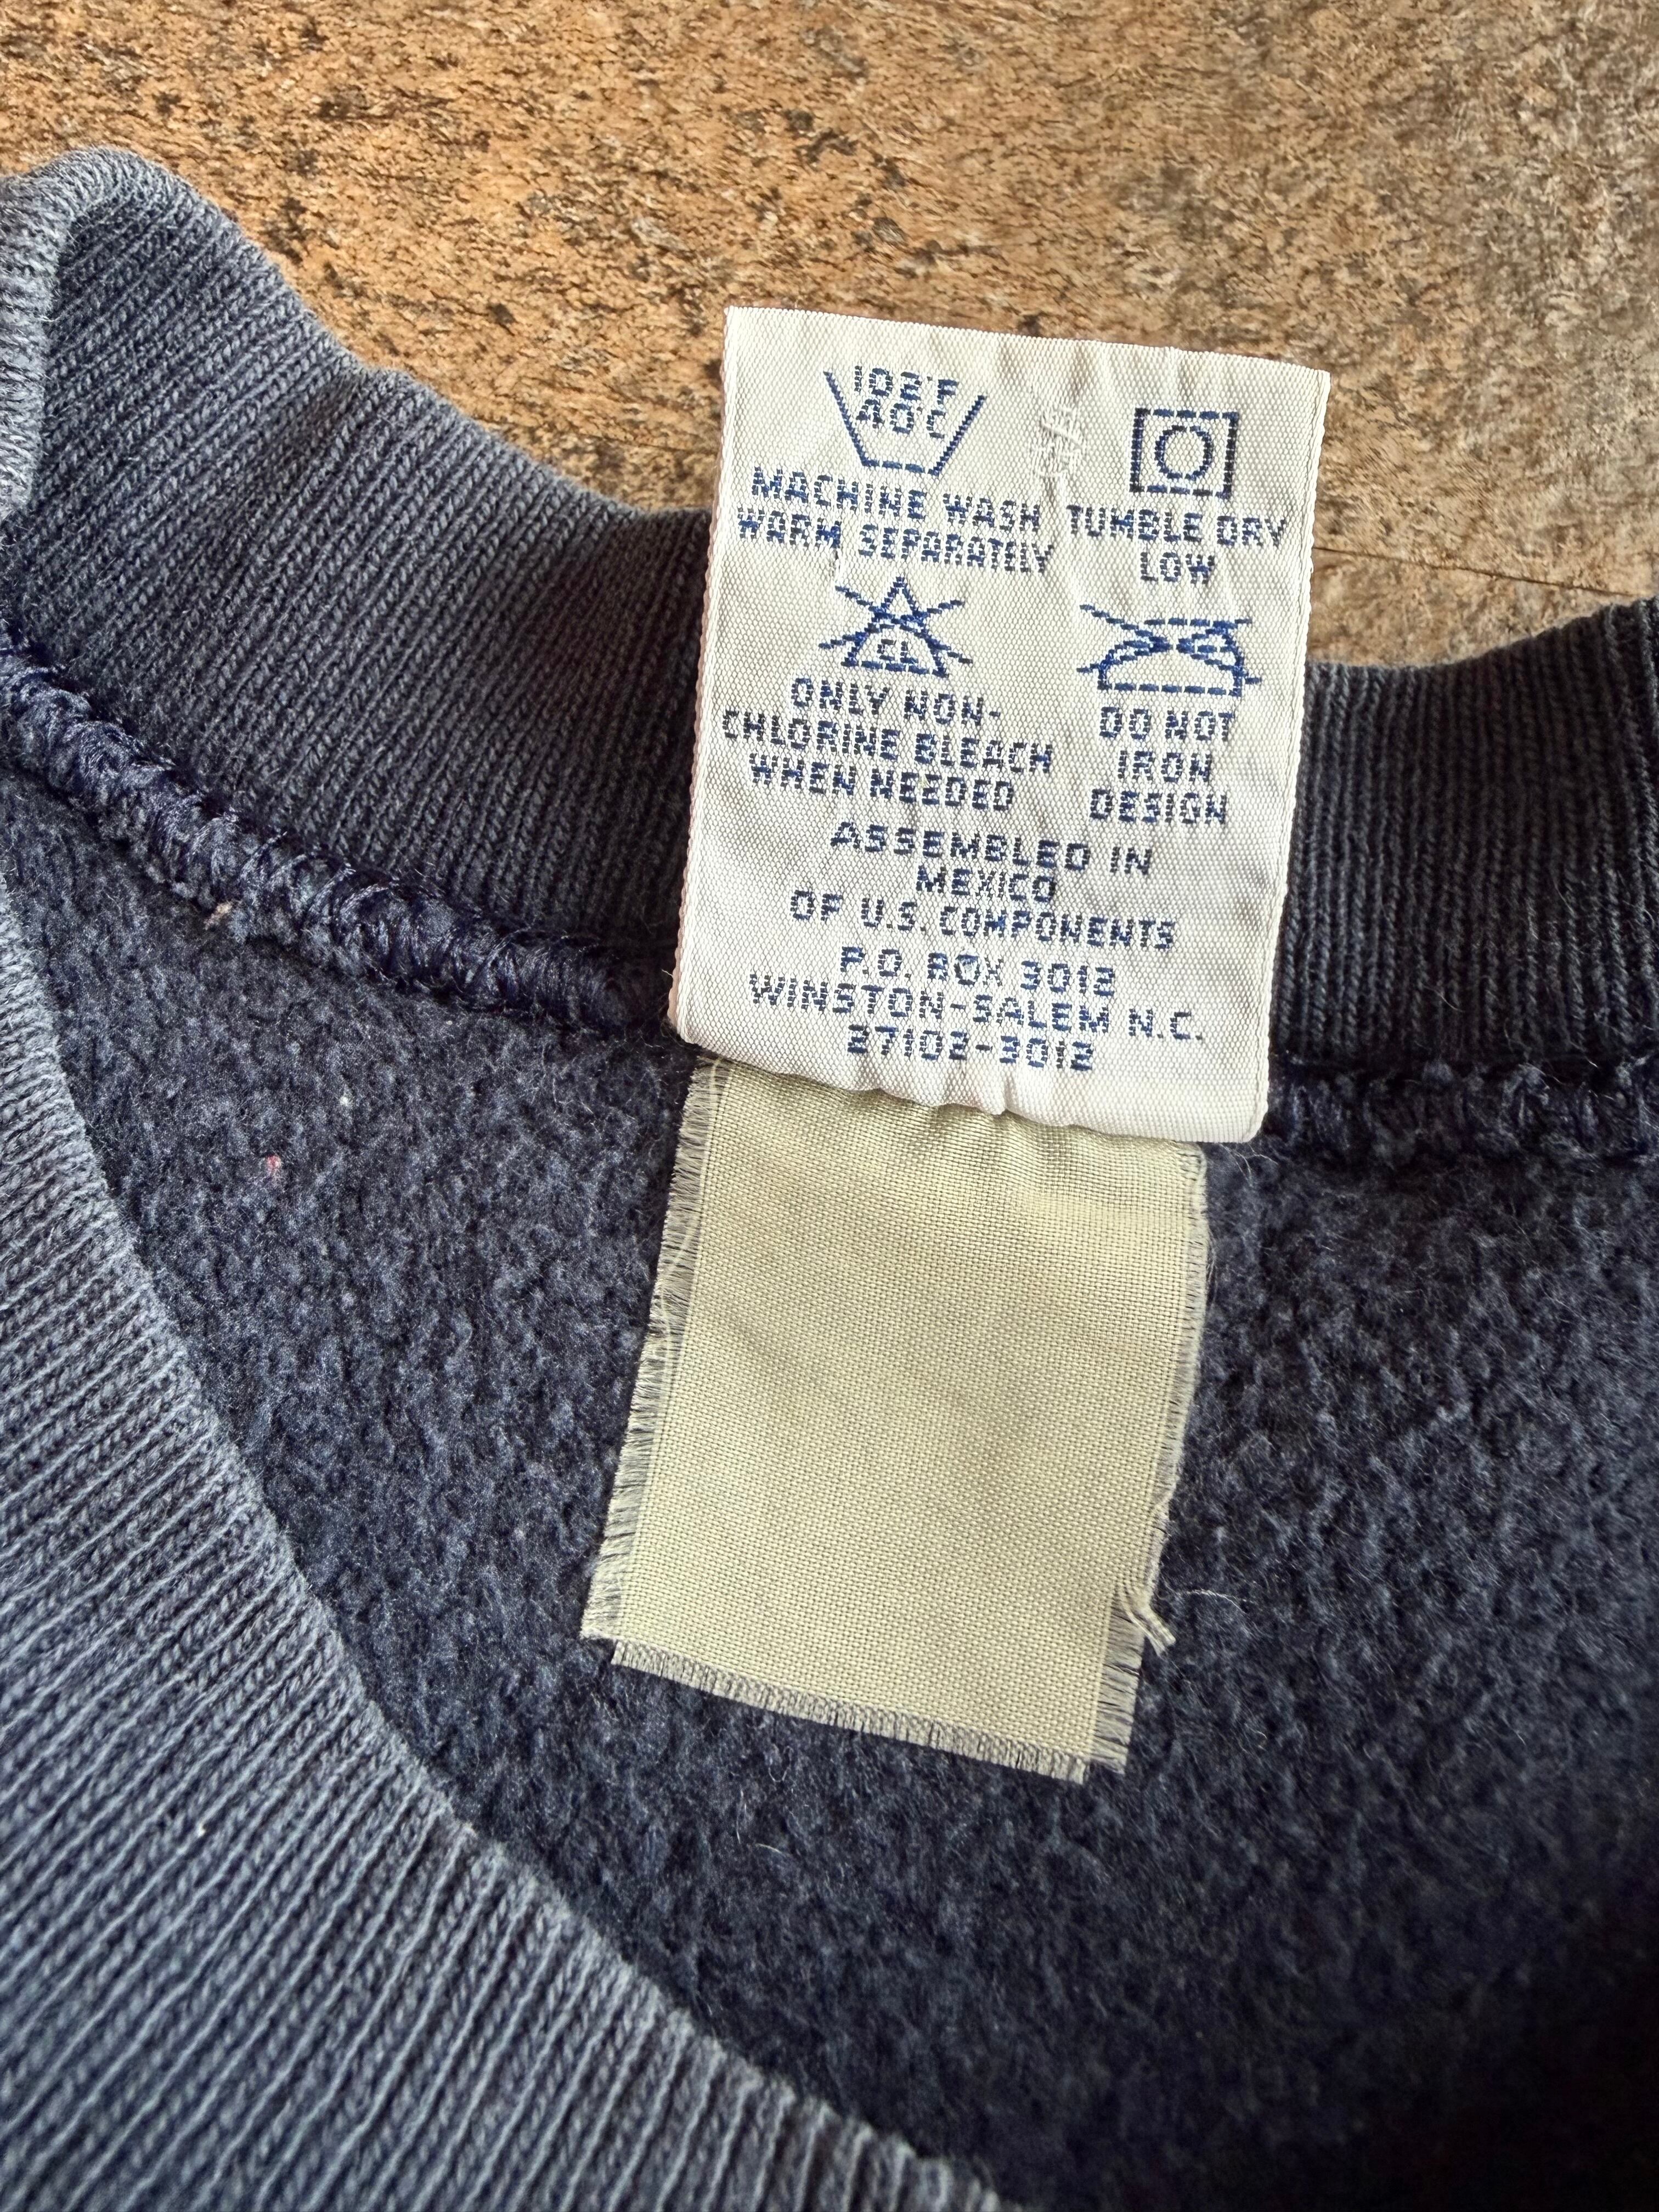 102°F
40°C
MACHINE WASH
WARM, SEPARATELY
TUMBLE DRY
LOW
CL
ONLY NON-
CHLORINE BLEACH
WHEN NEEDED
DO NOT
IRON
DESIGN
ASSEMBLED IN
MEXICO
OF U.S. COMPONENTS
P.O. BOX 3012
WINSTON-SALEM N.C.
27102-3012